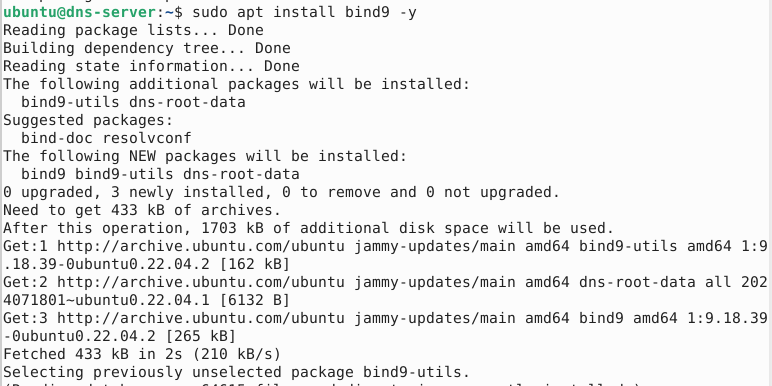 ubuntu@dns-server:~$ sudo apt install bind9 -y
Reading package lists... Done
Building dependency tree... Done
Reading state information... Done
The following additional packages will be installed:
  bind9-utils dns-root-data
Suggested packages:
  bind-doc resolvconf
The following NEW packages will be installed:
  bind9 bind9-utils dns-root-data
0 upgraded, 3 newly installed, 0 to remove and 0 not upgraded.
Need to get 433 kB of archives.
After this operation, 1703 kB of additional disk space will be used.
Get:1 http://archive.ubuntu.com/ubuntu jammy-updates/main amd64 bind9-utils amd64 1:9
.18.39-0ubuntu0.22.04.2 [162 kB]
Get:2 http://archive.ubuntu.com/ubuntu jammy-updates/main amd64 dns-root-data all 202
4071801~ubuntu0.22.04.1 [6132 B]
Get:3 http://archive.ubuntu.com/ubuntu jammy-updates/main amd64 bind9 amd64 1:9.18.39
-0ubuntu0.22.04.2 [265 kB]
Fetched 433 kB in 2s (210 kB/s)
Selecting previously unselected package bind9-utils.